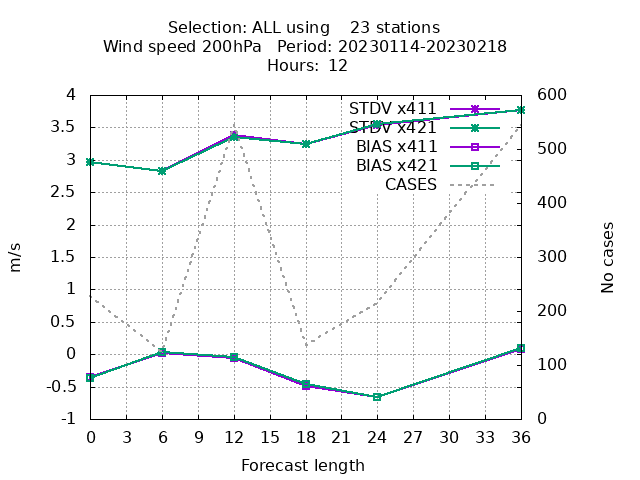 Selection: ALL using    23 stations
Wind speed 200hPa   Period: 20230114-20230218
Hours: 12
4 600
STDV x411
3.5 STDV x421 500
BIAS x411
3 BIAS x421
CASES
2.5 400
2
1.5 300
1
0.5 200
0 100
-0.5
-1 0
m/s
No cases
0 3 6 9 12 15 18 21 24 27 30 33 36
Forecast length